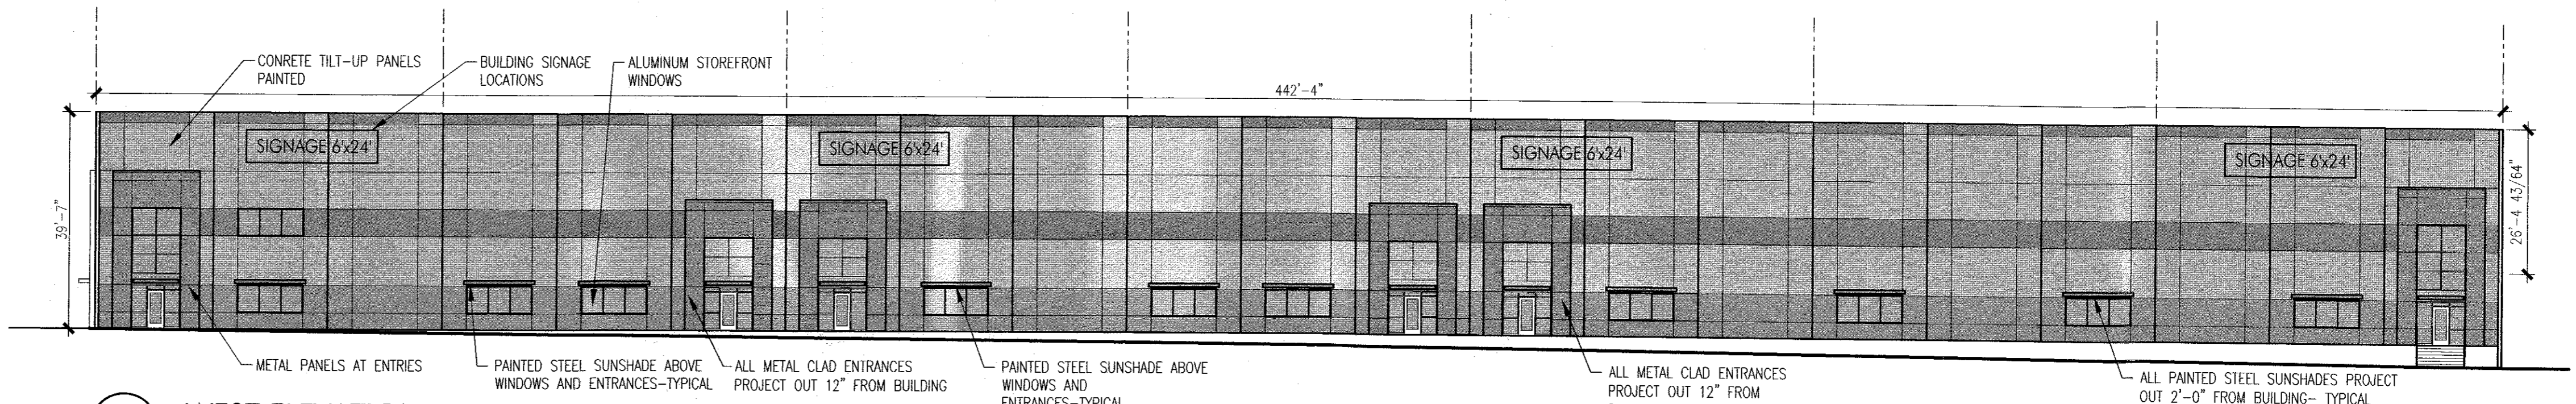 CONRETE TILT-UP PANELS
PAINTED
BUILDING SIGNAGE
LOCATIONS
ALUMINUM STOREFRONT
WINDOWS
442'-4"
SIGNAGE 6'x24'
SIGNAGE 6'x24'
SIGNAGE 6'x24'
SIGNAGE 6'x24'
39'-7"
26'-4 43/64"
METAL PANELS AT ENTRIES
PAINTED STEEL SUNSHADE ABOVE
WINDOWS AND ENTRANCES-TYPICAL
ALL METAL CLAD ENTRANCES
PROJECT OUT 12" FROM BUILDING
PAINTED STEEL SUNSHADE ABOVE
WINDOWS AND
ENTRANCES-TYPICAL
ALL METAL CLAD ENTRANCES
PROJECT OUT 12" FROM
ALL PAINTED STEEL SUNSHADES PROJECT
OUT 2'-0" FROM BUILDING- TYPICAL